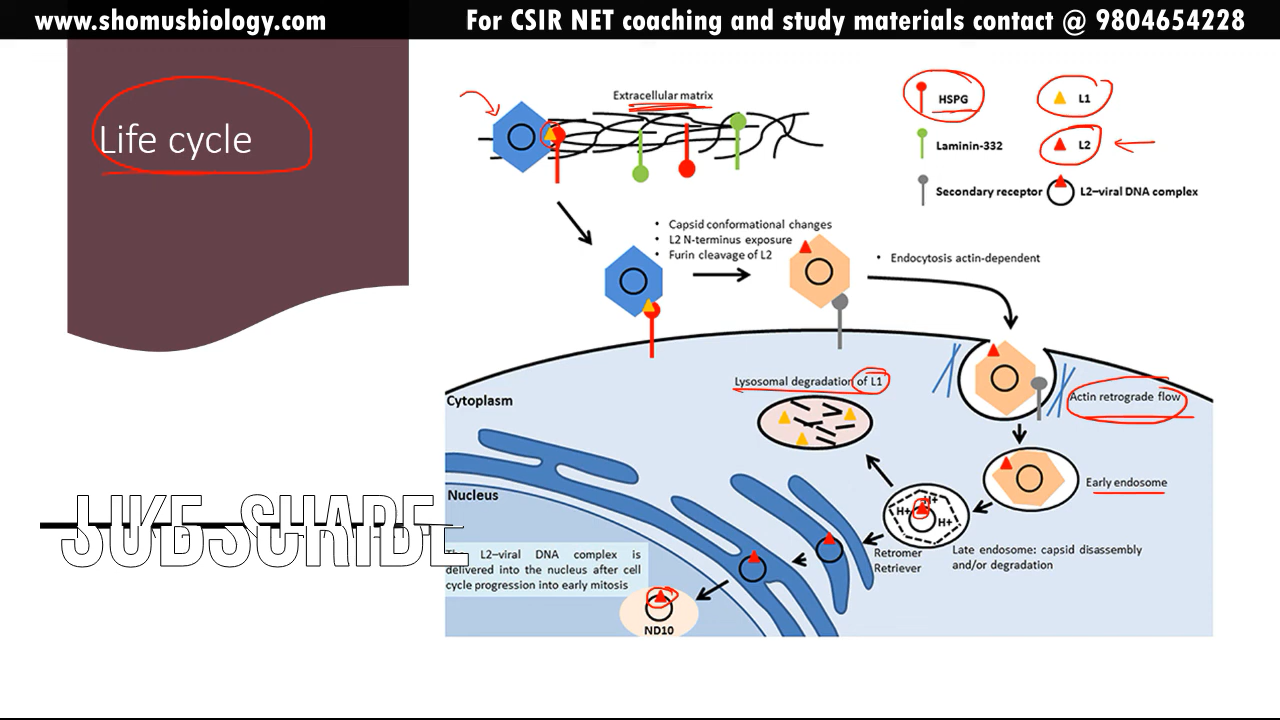 www.shomusbiology.com
For CSIR NET coaching and study materials contact @ 9804654228
Life cycle
Extracellular matrix
HSPG
L1
Laminin-332
L2
Secondary receptor
L2–viral DNA complex
• Capsid conformational changes
• L2 N-terminus exposure
• Furin cleavage of L2
• Endocytosis actin-dependent
Lysosomal degradation of L1
Actin retrograde flow
Cytoplasm
Early endosome
Nucleus
H+
H+
H+
Retromer
Retriever
Late endosome: capsid disassembly
and/or degradation
L2–viral DNA complex is
delivered into the nucleus after cell
cycle progression into early mitosis
ND10